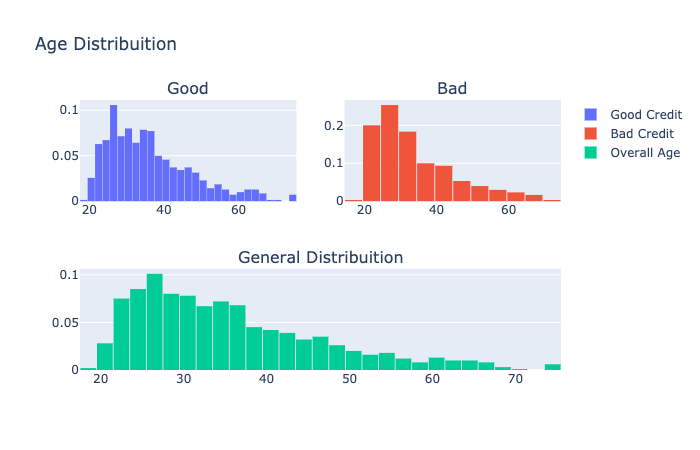 Age Distribuition
Good
Bad
0.1
0.05
0
20 40 60
0.2
0.1
0
20 40 60
Good Credit
Bad Credit
Overall Age
General Distribuition
0.1
0.05
0
20 30 40 50 60 70